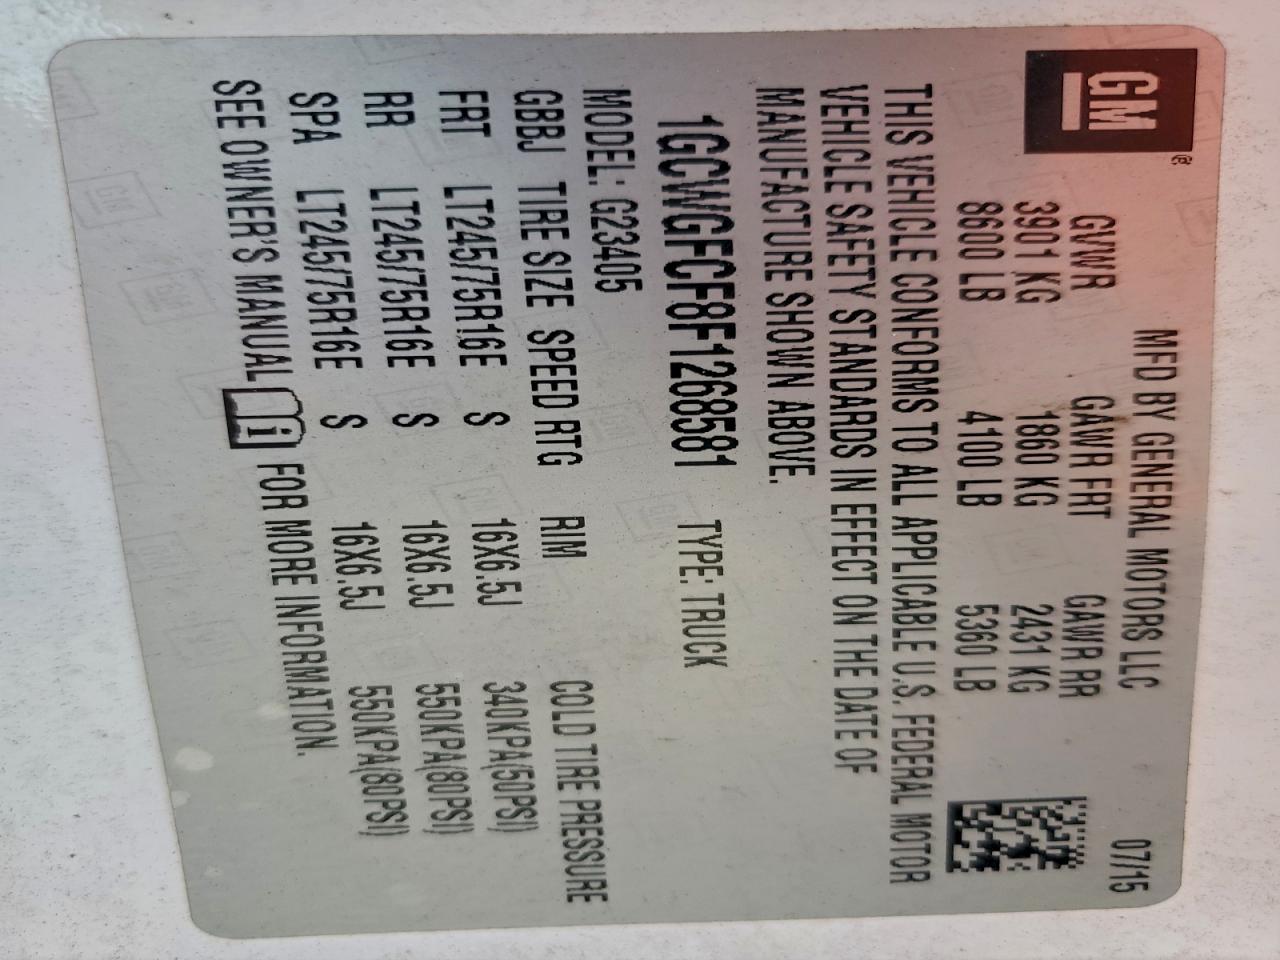 GM
MFD BY GENERAL MOTORS LLC 07/15
GVWR GAWR FRT GAWR RR
3901 KG 1860 KG 2431 KG
8600 LB 4100 LB 5360 LB
THIS VEHICLE CONFORMS TO ALL APPLICABLE U.S. FEDERAL MOTOR
VEHICLE SAFETY STANDARDS IN EFFECT ON THE DATE OF
MANUFACTURE SHOWN ABOVE.
1GCWGFCF8F1268581 TYPE: TRUCK
MODEL: G23405
GBBJ TIRE SIZE SPEED RTG RIM COLD TIRE PRESSURE
FRT LT245/75R16E S 16X6.5J 340KPA(50PSI)
RR LT245/75R16E S 16X6.5J 550KPA(80PSI)
SPA LT245/75R16E S 16X6.5J 550KPA(80PSI)
SEE OWNER'S MANUAL i FOR MORE INFORMATION.